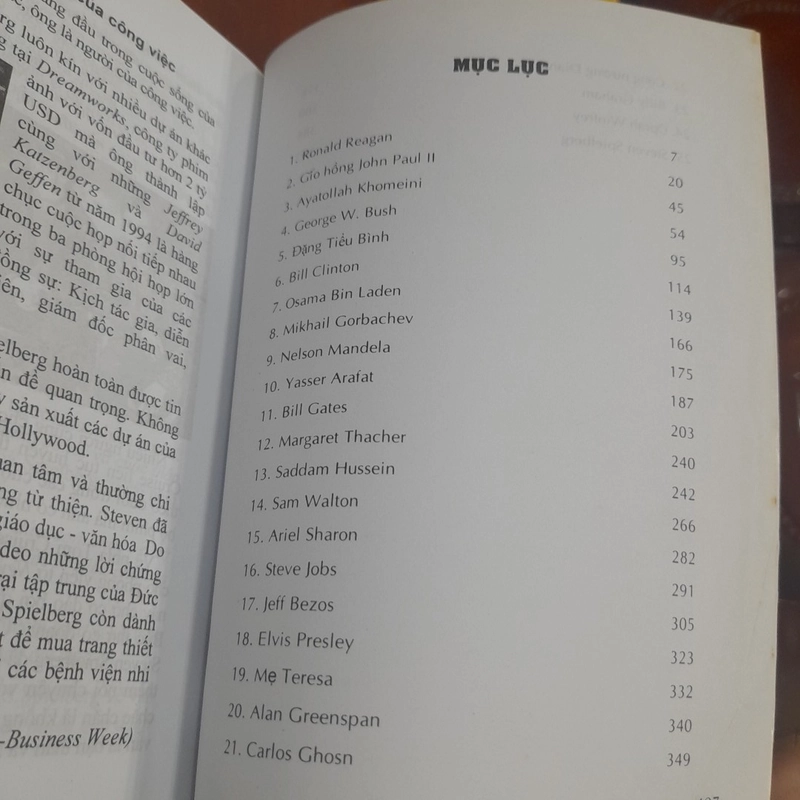 của công việc
đầu trong cuộc sống của
ông là người của công việc.
luôn kín với nhiều dự án khác
tại Dreamworks, công ty phim
ảnh với vốn đầu tư hơn 2 tỷ
USD mà ông thành lập
cùng với những Jeffrey
Katzenberg và David
Geffen từ năm 1994 là hàng
chục cuộc họp nối tiếp nhau
trong ba phòng hội họp lớn
với sự tham gia của các
đồng sự: Kịch tác gia, diễn
viên, giám đốc phân vai,
hoàn toàn được tin
đề quan trọng. Không
sản xuất các dự án của
Hollywood.
tâm và thường chi
từ thiện. Steven đã
giáo dục - văn hóa Do
những lời chứng
trại tập trung của Đức
Spielberg còn dành
để mua trang thiết
các bệnh viện nhi
-Business Week)
MỤC LỤC
1. Ronald Reagan 7
2. Gío hồng John Paul II 20
3. Ayatollah Khomeini 45
4. George W. Bush 54
5. Đặng Tiểu Bình 95
6. Bill Clinton 114
7. Osama Bin Laden 139
8. Mikhail Gorbachev 166
9. Nelson Mandela 175
10. Yasser Arafat 187
11. Bill Gates 203
12. Margaret Thacher 240
13. Saddam Hussein 242
14. Sam Walton 266
15. Ariel Sharon 282
16. Steve Jobs 291
17. Jeff Bezos 305
18. Elvis Presley 323
19. Mẹ Teresa 332
20. Alan Greenspan 340
21. Carlos Ghosn 349